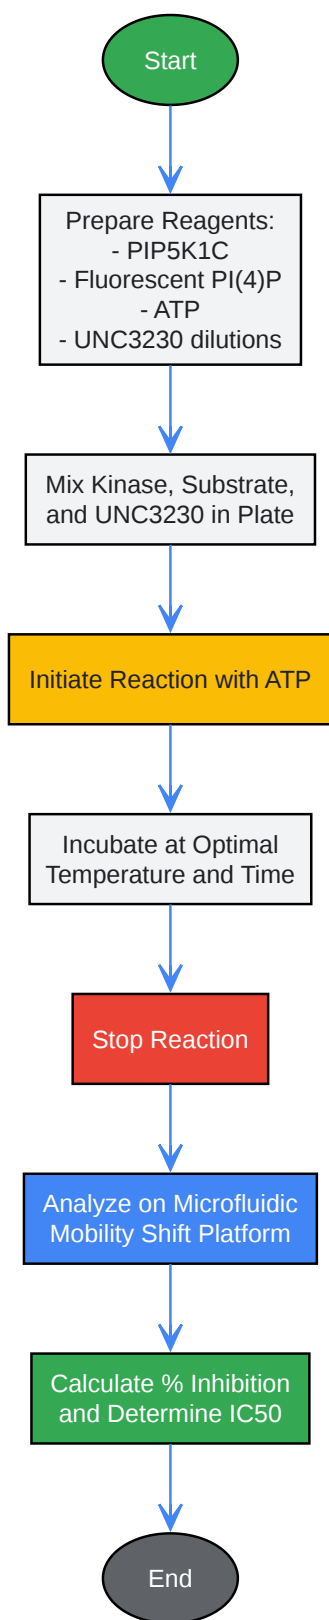 Start
Prepare Reagents:
- PIP5K1C
- Fluorescent PI(4)P
- ATP
- UNC3230 dilutions
Mix Kinase, Substrate,
and UNC3230 in Plate
Initiate Reaction with ATP
Incubate at Optimal
Temperature and Time
Stop Reaction
Analyze on Microfluidic
Mobility Shift Platform
Calculate % Inhibition
and Determine IC50
End